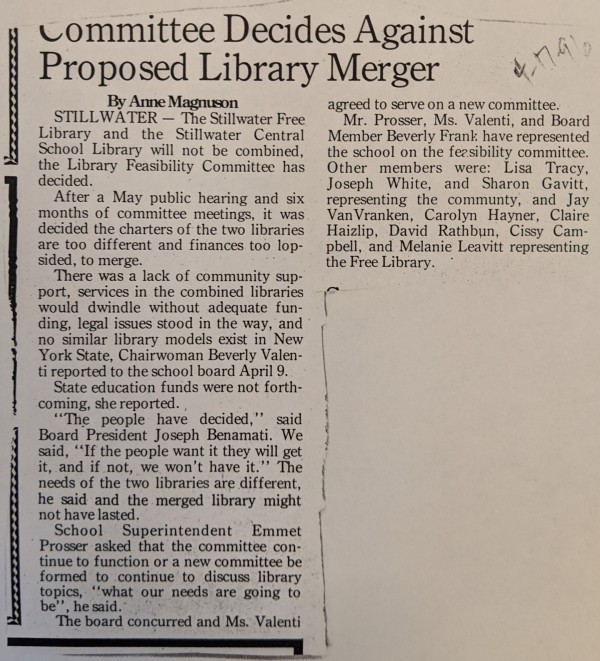 Committee Decides Against
Proposed Library Merger
By Anne Magnuson
STILLWATER — The Stillwater Free
Library and the Stillwater Central
School Library will not be combined,
the Library Feasibility Committee has
decided.
After a May public hearing and six
months of committee meetings, it was
decided the charters of the two libraries
are too different and finances too lop-
sided, to merge.
There was a lack of community sup-
port, services in the combined libraries
would dwindle without adequate fun-
ding, legal issues stood in the way, and
no similar library models exist in New
York State, Chairwoman Beverly Valen-
ti reported to the school board April 9.
State education funds were not forth-
coming, she reported.
"The people have decided," said
Board President Joseph Benamati. We
said, "If the people want it they will get
it, and if not, we won't have it." The
needs of the two libraries are different,
he said and the merged library might
not have lasted.
School Superintendent Emmet
Prosser asked that the committee con-
tinue to function or a new committee be
formed to continue to discuss library
topics, "what our needs are going to
be", he said.
The board concurred and Ms. Valenti
agreed to serve on a new committee.
Mr. Prosser, Ms. Valenti, and Board
Member Beverly Frank have represented
the school on the feasibility committee.
Other members were: Lisa Tracy,
Joseph White, and Sharon Gavitt,
representing the communty, and Jay
VanVranken, Carolyn Hayner, Claire
Haizlip, David Rathbun, Cissy Cam-
pbell, and Melanie Leavitt representing
the Free Library.